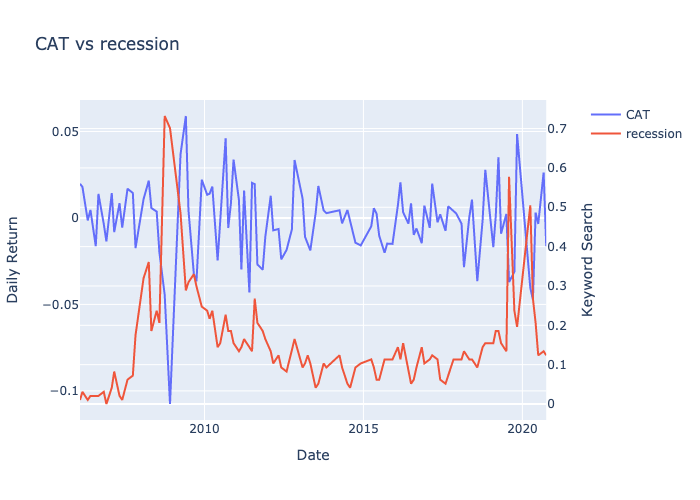 CAT vs recession
CAT
recession
Daily Return
0.05
0
−0.05
−0.1
0.7
0.6
0.5
0.4
0.3
0.2
0.1
0
Keyword Search
2010
2015
2020
Date